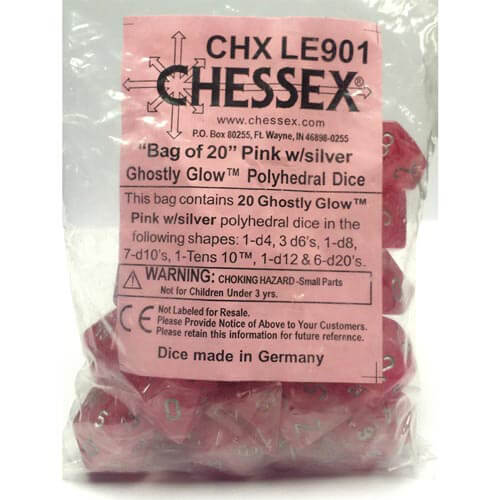 CHX LE901
CHESSEX®
www.chessex.com
P.O. Box 80255, Ft. Wayne, IN 46898-0255
"Bag of 20" Pink w/silver
Ghostly Glow™ Polyhedral Dice
This bag contains 20 Ghostly Glow™
Pink w/silver polyhedral dice in the
following shapes: 1-d4, 3 d6's, 1-d8,
7-d10's, 1-Tens 10™, 1-d12 & 6-d20's.
WARNING: CHOKING HAZARD -Small Parts
Not for Children Under 3 yrs.
CE Not Labeled for Resale.
Please Provide Notice of Above to Your Customers.
Please retain this information for future reference.
Dice made in Germany